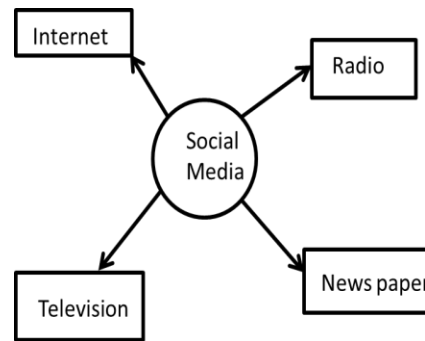 Internet
Radio
Social
Media
News paper
Television